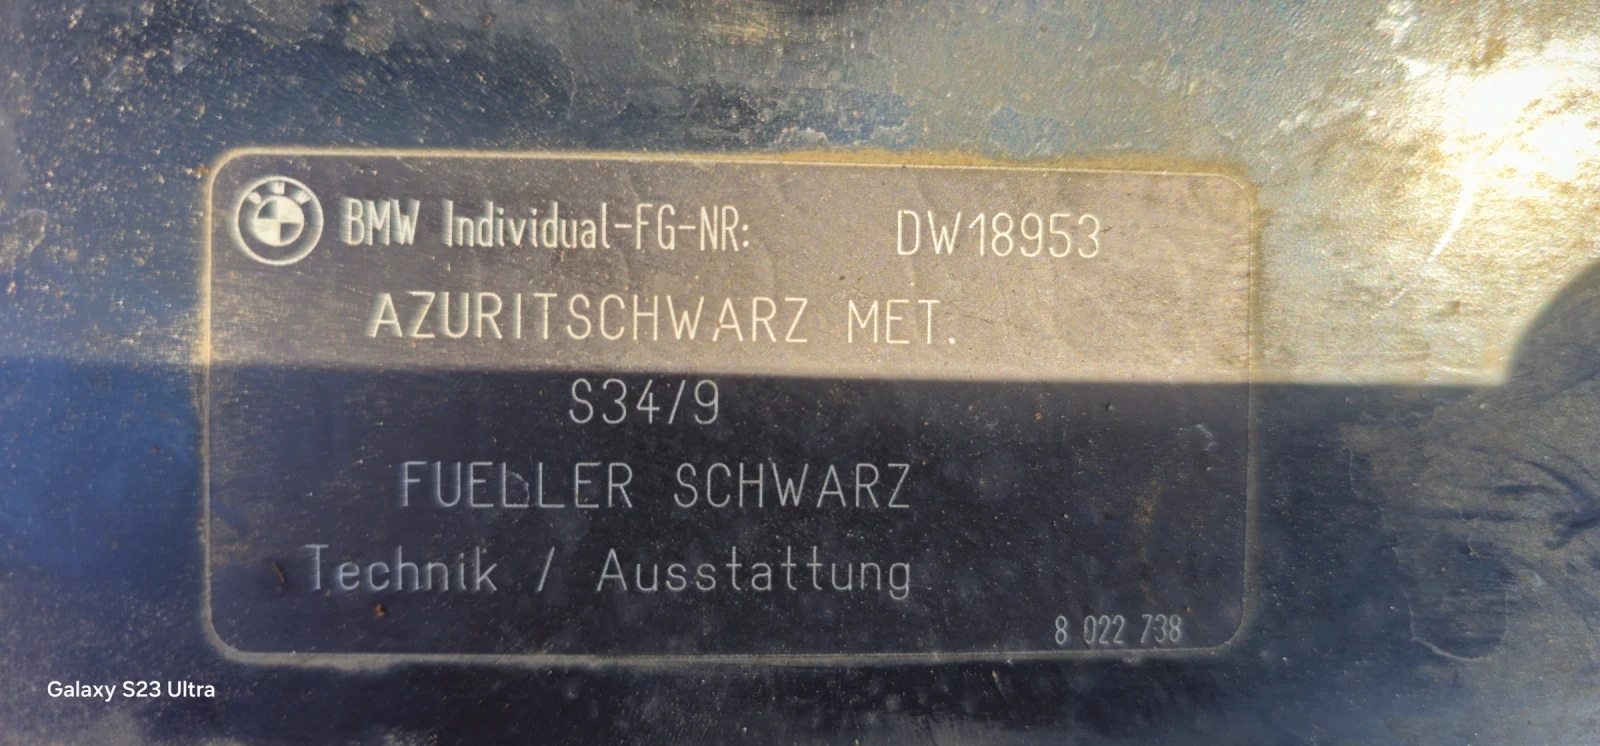 BMW Individual-FG-NR: DW18953
AZURITSCHWARZ MET.
S34/9
FUELLER SCHWARZ
Technik / Ausstattung
8 022 738
Galaxy S23 Ultra